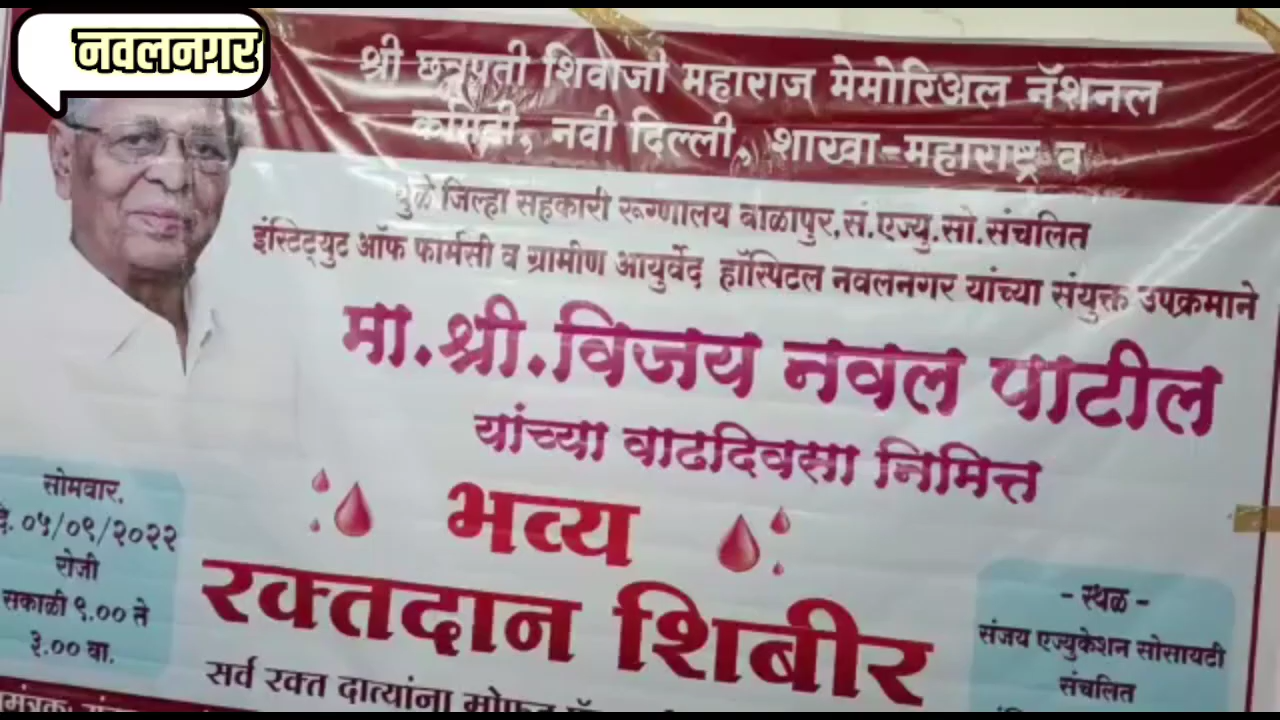 नवलनगर
श्री छत्रपती शिवाजी महाराज मेमोरिअल नॅशनल
कमिटी, नवी दिल्ली, शाखा-महाराष्ट्र व
धुळे जिल्हा सहकारी रूग्णालय बाळापुर,सं.एज्यु.सो.संचलित
इंस्टिट्युट ऑफ फार्मसी व ग्रामीण आयुर्वेद हॉस्पिटल नवलनगर यांच्या संयुक्त उपक्रमाने
मा.श्री.विजय नवल पाटील
यांच्या वाढदिवसा निमित्त
भव्य
रक्तदान शिबीर
सर्व रक्त दात्यांना मोफत
सोमवार,
दि. ०५/०९/२०२२
रोजी
सकाळी ९.०० ते
३.०० वा.
- स्थळ -
संजय एज्युकेशन सोसायटी
संचलित